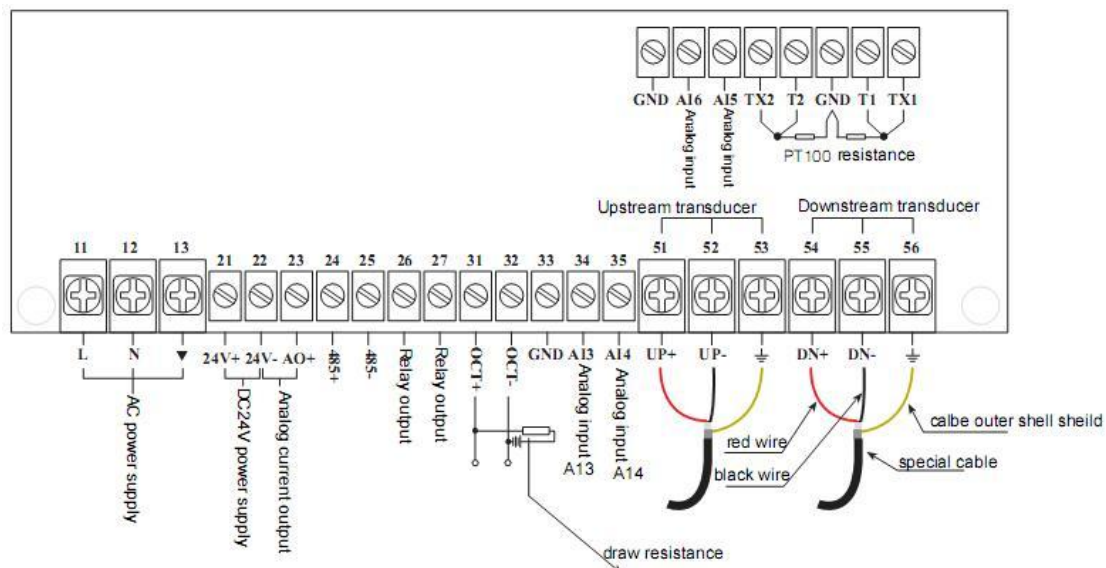 GND AI6 AI5 TX2 T2 GND T1 TX1
Analog input
Analog input
PT100 resistance
Upstream transducer
Downstream transducer
11 12 13 21 22 23 24 25 26 27 31 32 33 34 35 51 52 53 54 55 56
L N ▼ 24V+ 24V- AO+ 485+ 485- Relay output Relay output OCT+ OCT- GND AI3 AI4 UP+ UP- DN+ DN-
AC power supply
DC24V power supply
Analog current output
Analog input
A13
Analog input
A14
red wire
black wire
calbe outer shell sheild
special cable
draw resistance